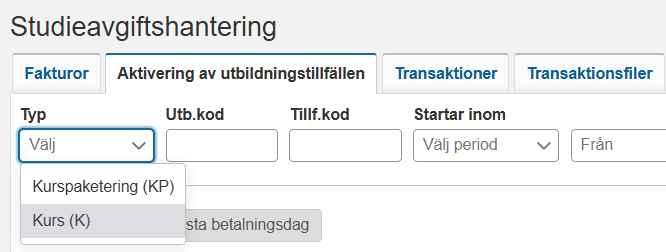 Studieavgiftshantering
Fakturor Aktivering av utbildningstillfällen Transaktioner Transaktionsfiler
Typ Utb.kod Tillf.kod Startar inom
Välj Välj period Från
Kurspaketering (KP)
Kurs (K)
betalningsdag